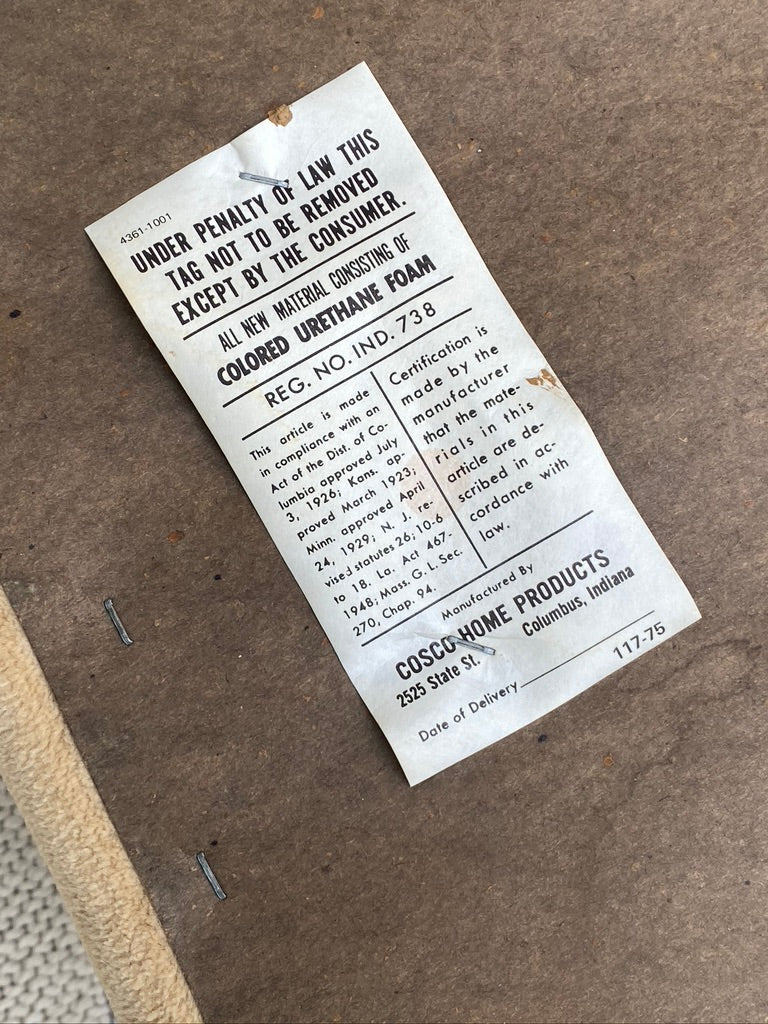 4361-1001
UNDER PENALTY OF LAW THIS
TAG NOT TO BE REMOVED
EXCEPT BY THE CONSUMER.
ALL NEW MATERIAL CONSISTING OF
COLORED URETHANE FOAM
REG. NO. IND. 738
This article is made
in compliance with an
Act of the Dist. of Co-
lumbia approved July
3, 1926; Kans. ap-
proved March 1923;
Minn. approved April
24, 1929; N. J. re-
vised statutes 26; 10-6
to 18. La. Act 467-
1948; Mass. G. L. Sec.
270, Chap. 94.
Certification is
made by the
manufacturer
that the mate-
rials in this
article are de-
scribed in ac-
cordance with
law.
Manufactured By
COSCO HOME PRODUCTS
2525 State St. Columbus, Indiana
Date of Delivery 117-75